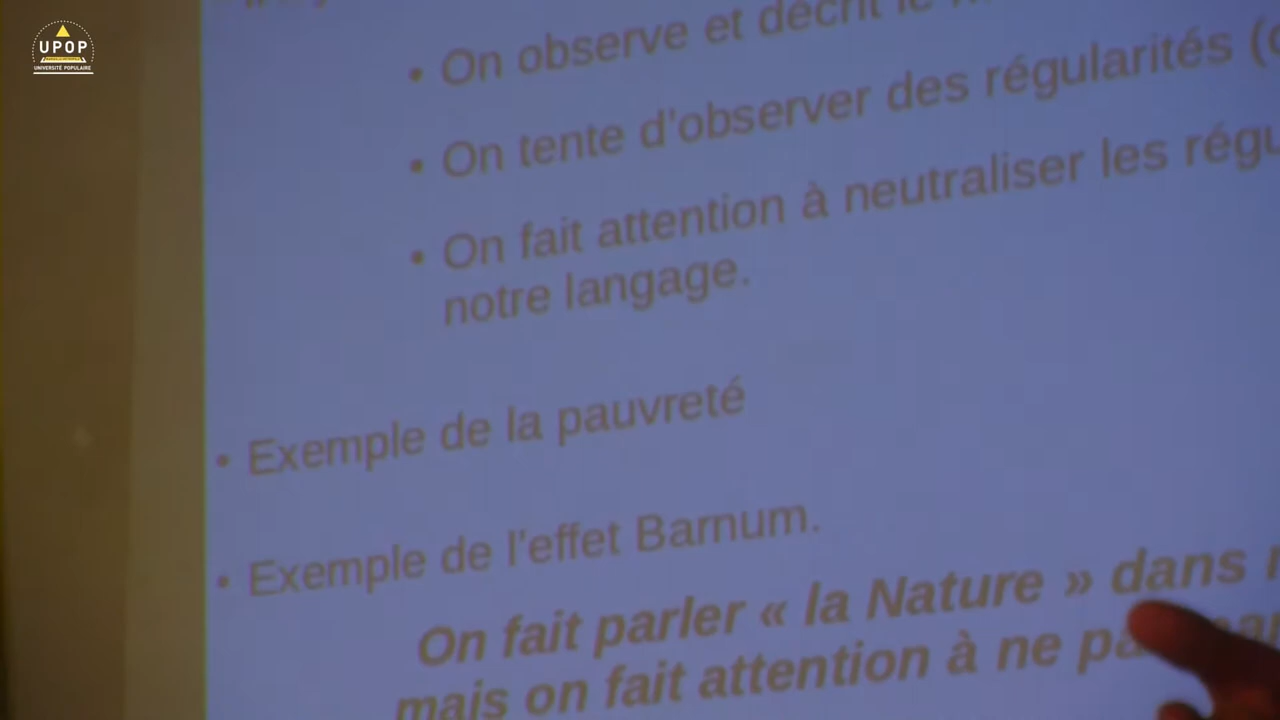 UPOP
UNIVERSITÉ POPULAIRE
• On observe et décrit le
• On tente d'observer des régularités (
• On fait attention à neutraliser les régu
notre langage.
• Exemple de la pauvreté
• Exemple de l'effet Barnum.
On fait parler « la Nature » dans
mais on fait attention à ne